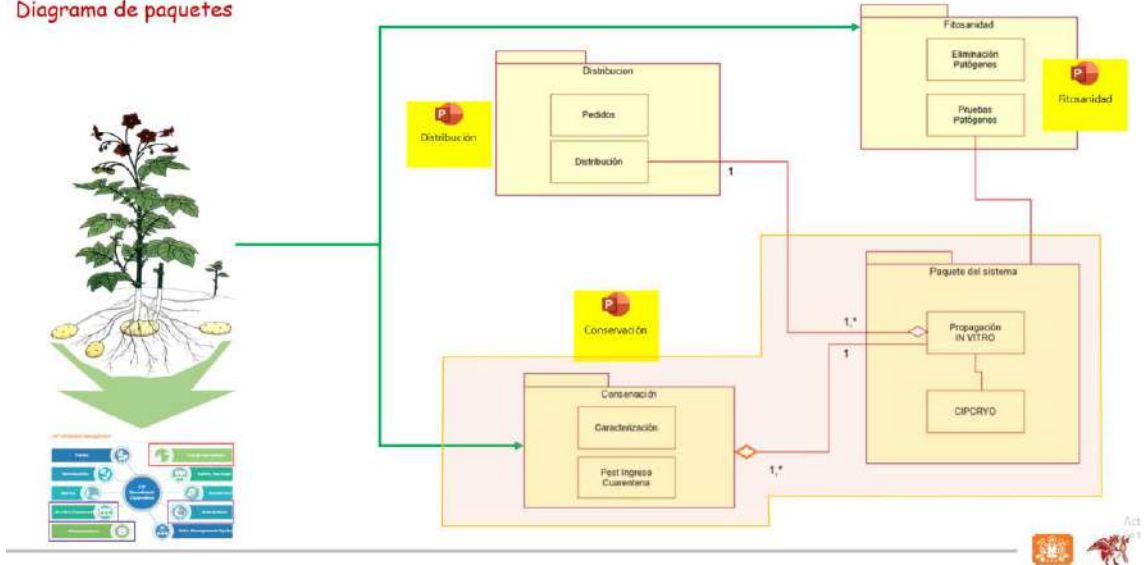 Diagrama de paquetes
Fitosanidad
Eliminación
Patógenos
Pruebas
Patógenos
Fitosanidad
Distribucion
Pedidos
Distribución
Distribución
1
Paquete del sistema
Propagación
IN VITRO
CIPCRYO
1,*
1
Conservación
Conservación
Caracterización
Post Ingreso
Cuarentena
1,*